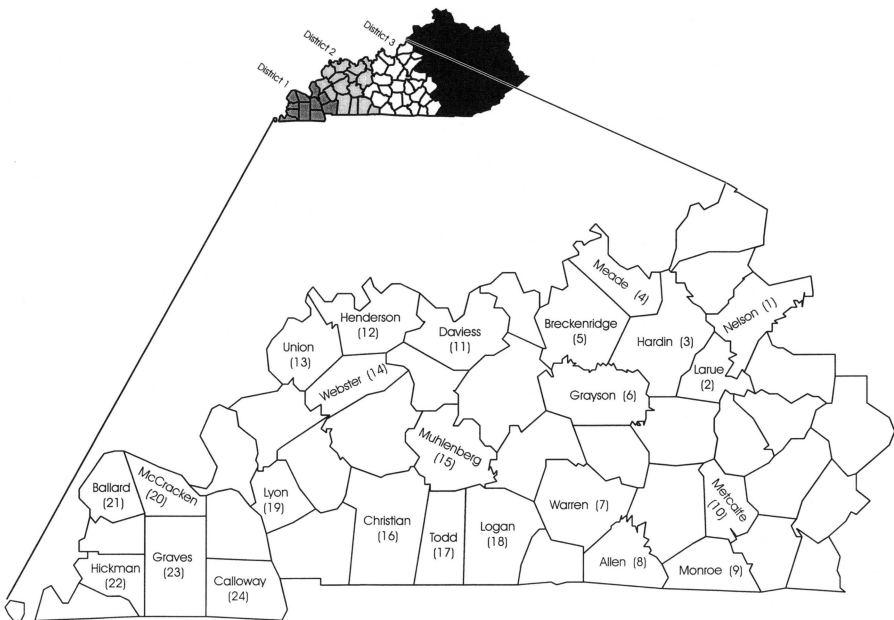 District 1
District 2
District 3
Meade (4)
Nelson (1)
Henderson
(12)
Breckenridge
(5)
Daviess
(11)
Hardin (3)
Union
(13)
Larue
(2)
Webster (14)
Grayson (6)
Muhlenberg
(15)
McCracken
(20)
Ballard
(21)
Lyon
(19)
Metcalfe
(10)
Warren (7)
Christian
(16)
Todd
(17)
Logan
(18)
Graves
(23)
Allen (8)
Monroe (9)
Hickman
(22)
Calloway
(24)